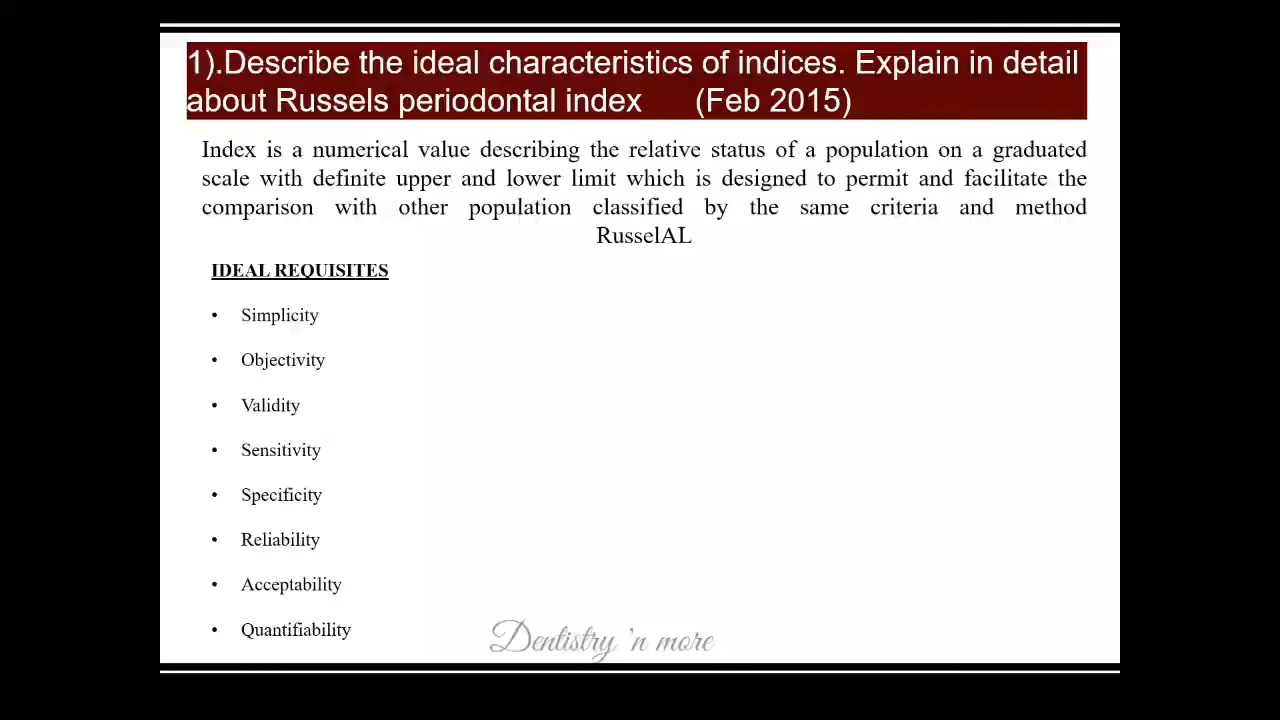 1).Describe the ideal characteristics of indices. Explain in detail
about Russels periodontal index (Feb 2015)
Index is a numerical value describing the relative status of a population on a graduated
scale with definite upper and lower limit which is designed to permit and facilitate the
comparison with other population classified by the same criteria and method
RusselAL
IDEAL REQUISITES
• Simplicity
• Objectivity
• Validity
• Sensitivity
• Specificity
• Reliability
• Acceptability
• Quantifiability
Dentistry 'n more